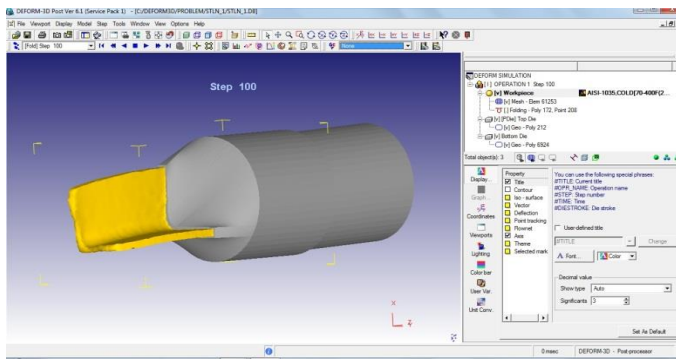 DEFORM-3D Post Ver 6.1 (Service Pack 1) - [C:/DEFORM3D/PROBLEM/STLN_1/STLN_1.DB]
File Viewport Display Model Step Tools Window View Options Help
[Fold] Step 100
None
Step 100
X
DEFORM SIMULATION
[1] OPERATION 1 Step 100
[v] Workpiece
AISI-1035,COLD[70-400F(2...
[v] Mesh - Elem 61253
[ ] Folding - Poly 172, Point 208
Top Die
[v] Geo - Poly 212
[v] Bottom Die
[v] Geo - Poly 6924
Total object(s): 3
Display...
Graph...
Coordinates
Viewports
Lighting
Color bar
User Var.
Unit Conv.
Property
Title
Contour
Iso - surface
Vector
Deflection
Point tracking
Flownet
Axis
Theme
Selected mark
You can use the following special phrases:
#TITLE: Current title
#OPR_NAME: Operation name
#STEP: Step number
#TIME: Time
#DIESTROKE: Die stroke
User-defined title
#TITLE
Change
Font...
Color
Decimal value
Show type
Auto
Significants
3
Set As Default
0 msec
DEFORM-3D - Post-processor